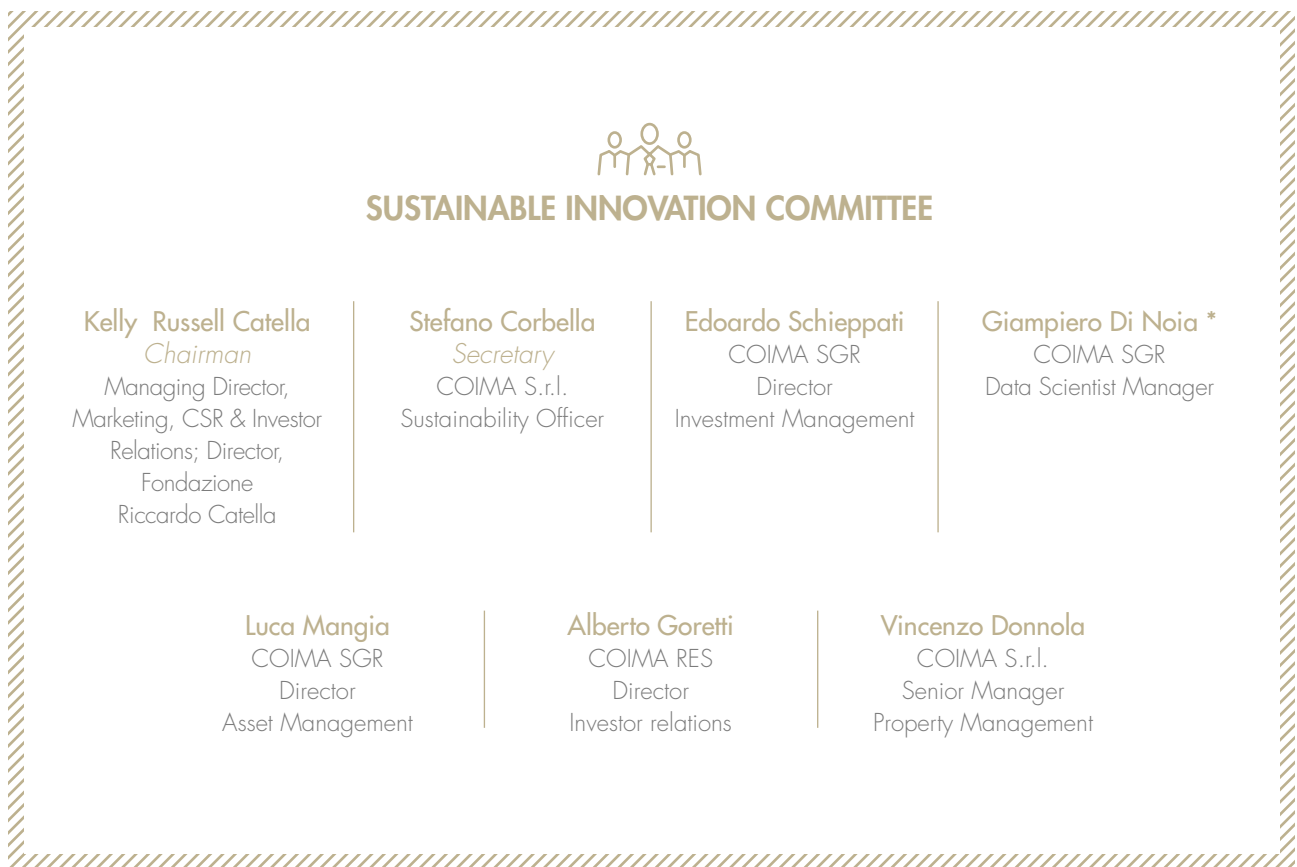 SUSTAINABLE INNOVATION COMMITTEE
Kelly Russell Catella
Chairman
Managing Director,
Marketing, CSR & Investor
Relations; Director,
Fondazione
Riccardo Catella
Stefano Corbella
Secretary
COIMA S.r.l.
Sustainability Officer
Edoardo Schieppati
COIMA SGR
Director
Investment Management
Giampiero Di Noia *
COIMA SGR
Data Scientist Manager
Luca Mangia
COIMA SGR
Director
Asset Management
Alberto Goretti
COIMA RES
Director
Investor relations
Vincenzo Donnola
COIMA S.r.l.
Senior Manager
Property Management